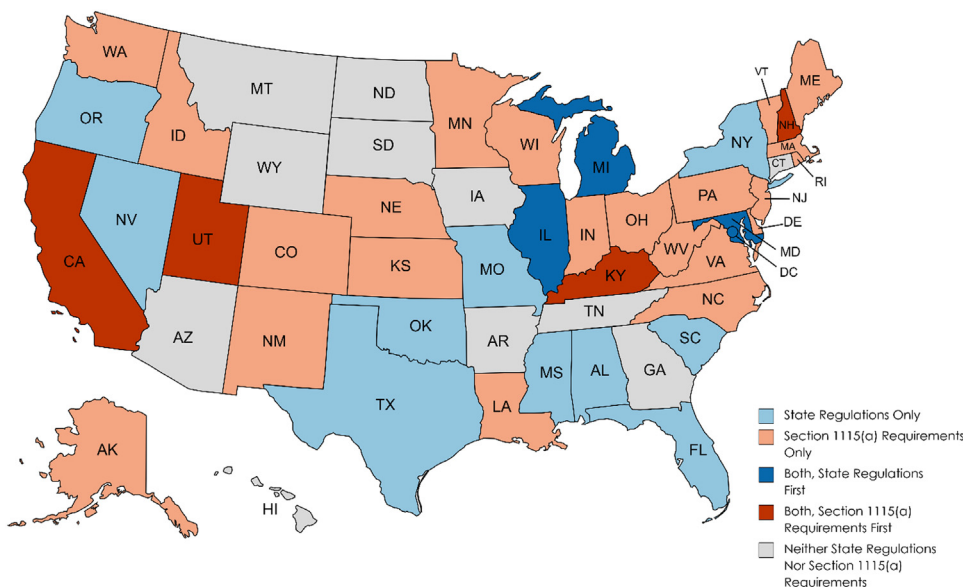 WA
MT
ND
MN
VT
ME
OR
ID
WY
SD
WI
MI
NY
NH
MA
CT
RI
NV
UT
CO
NE
IA
IL
IN
OH
PA
NJ
DE
MD
DC
CA
KS
MO
KY
WV
VA
AZ
NM
OK
AR
TN
NC
SC
TX
LA
MS
AL
GA
FL
AK
HI
State Regulations Only
Section 1115(a) Requirements
Only
Both, State Regulations
First
Both, Section 1115(a)
Requirements First
Neither State Regulations
Nor Section 1115(a)
Requirements